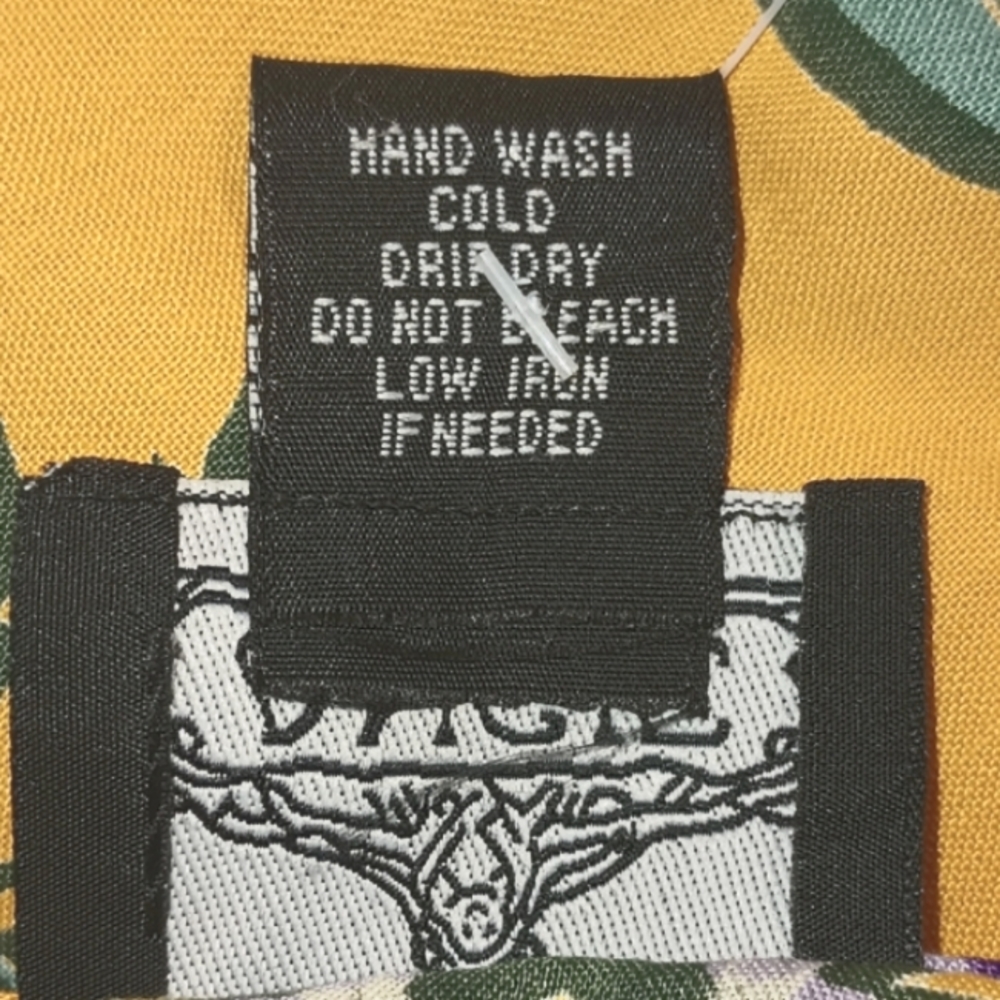 HAND WASH
COLD
DRIP DRY
DO NOT BLEACH
LOW IRON
IF NEEDED